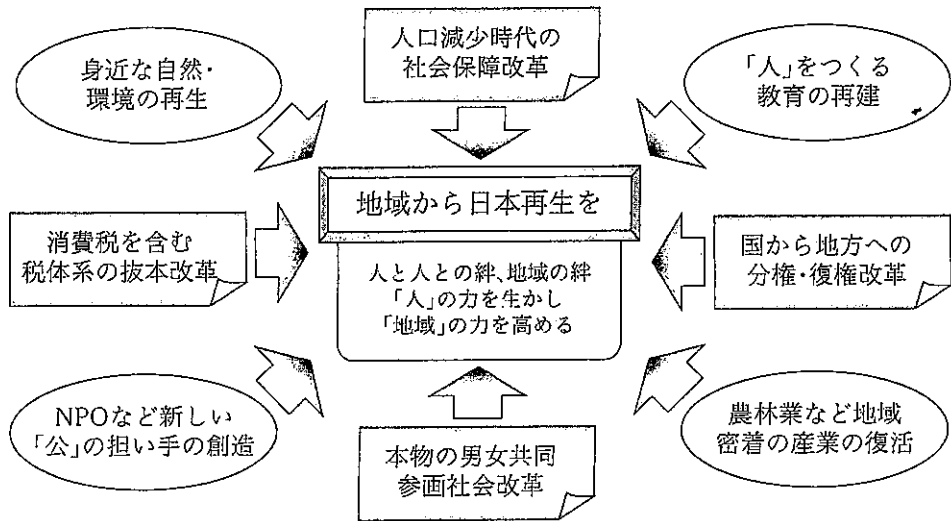 身近な自然・
環境の再生
人口減少時代の
社会保障改革
「人」をつくる
教育の再建
地域から日本再生を
消費税を含む
税体系の抜本改革
人と人との絆、地域の絆
「人」の力を生かし
「地域」の力を高める
国から地方への
分権・復権改革
NPOなど新しい
「公」の担い手の創造
本物の男女共同
参画社会改革
農林業など地域
密着の産業の復活